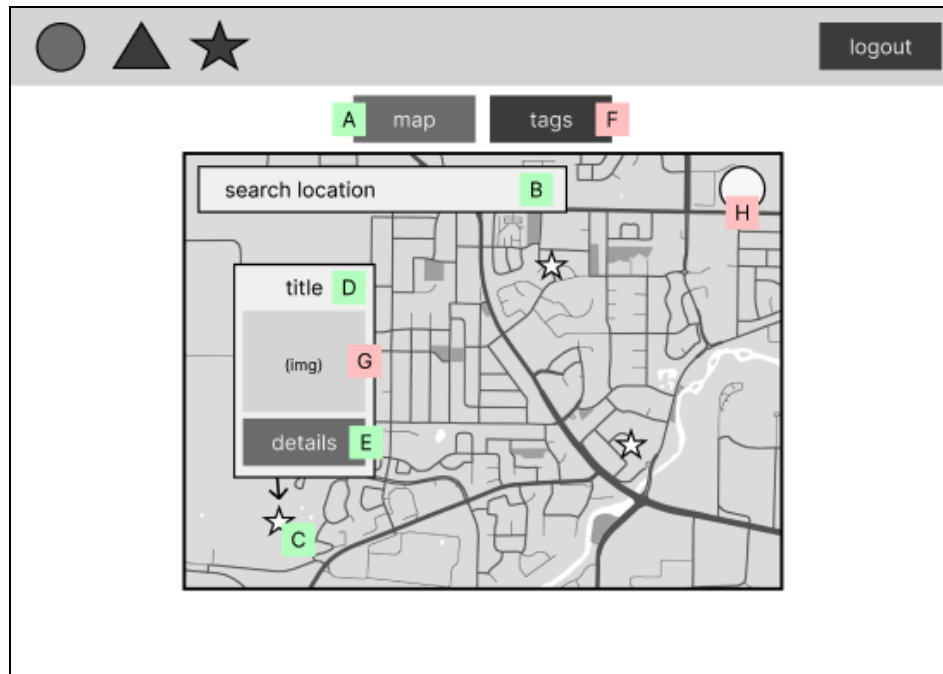 logout
A map
tags F
search location B
H
title D
(img) G
details E
C